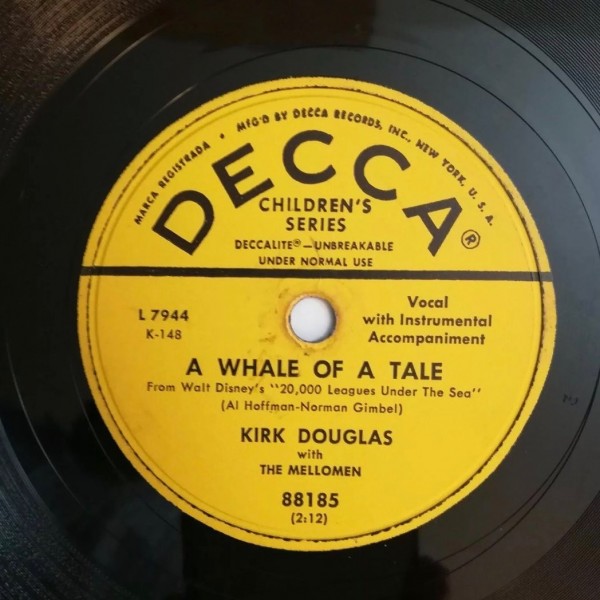 MARCA REGISTRADA • MFG'D BY DECCA RECORDS, INC., NEW YORK, U. S. A.
DECCA®
CHILDREN'S
SERIES
DECCALITE®—UNBREAKABLE
UNDER NORMAL USE
L 7944
K-148
Vocal
with Instrumental
Accompaniment
A WHALE OF A TALE
From Walt Disney's "20,000 Leagues Under The Sea"
(Al Hoffman-Norman Gimbel)
KIRK DOUGLAS
with
THE MELLOMEN
88185
(2:12)